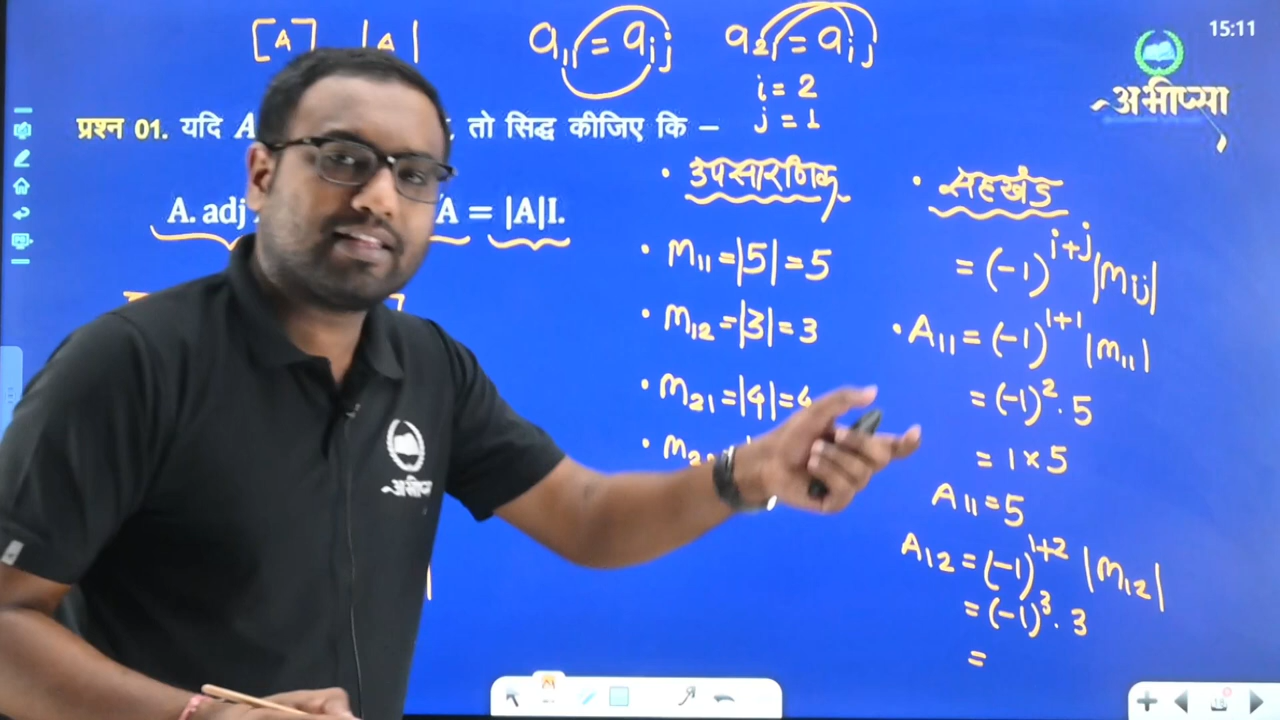 15:11
[A] |A| a₁₁ = aᵢⱼ a₂₁ = aᵢⱼ
i = 2
j = 1
अभीप्सा
प्रश्न 01. यदि A तो सिद्ध कीजिए कि –
A. adj A = |A|I.
• उपसारणिक
• m₁₁ = |5| = 5
• m₁₂ = |3| = 3
• m₂₁ = |4| = 4
• सहखंड
= (-1)ⁱ⁺ʲ |mᵢⱼ|
• A₁₁ = (-1)¹⁺¹ |m₁₁|
= (-1)² . 5
= 1 × 5
A₁₁ = 5
A₁₂ = (-1)¹⁺² |m₁₂|
= (-1)³ . 3
=
अभीप्सा